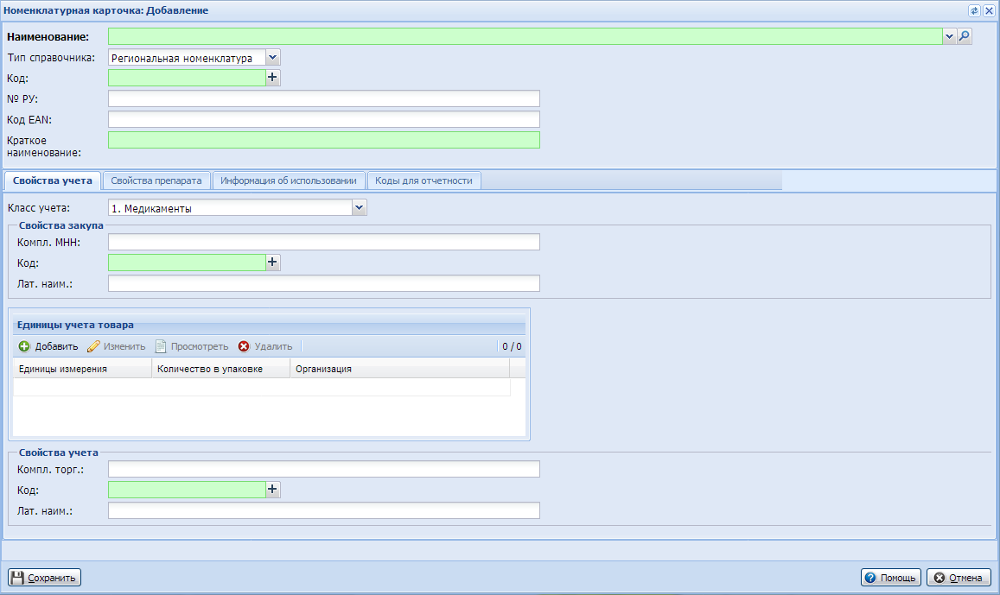 Номенклатурная карточка: Добавление
Наименование:
Тип справочника: Региональная номенклатура
Код:
№ РУ:
Код EAN:
Краткое
наименование:
Свойства учета Свойства препарата Информация об использовании Коды для отчетности
Класс учета: 1. Медикаменты
Свойства закупа
Компл. МНН:
Код:
Лат. наим.:
Единицы учета товара
Добавить Изменить Просмотреть Удалить 0 / 0
Единицы измерения Количество в упаковке Организация
Свойства учета
Компл. торг.:
Код:
Лат. наим.:
Сохранить Помощь Отмена